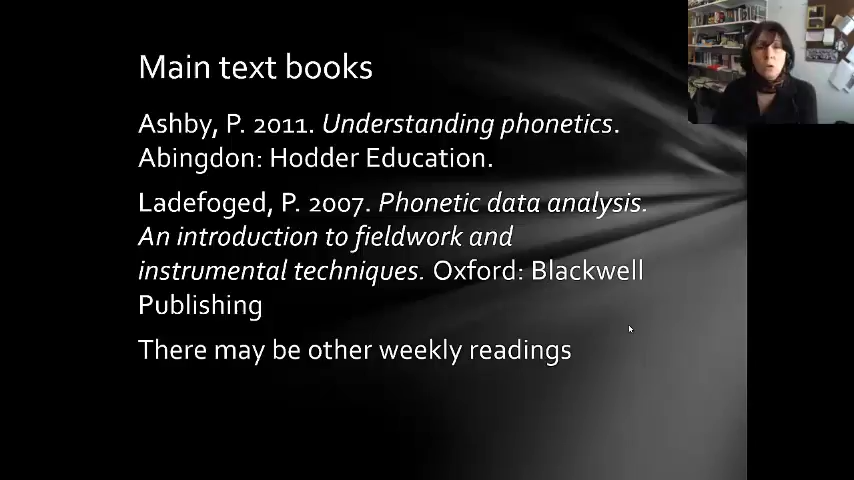 Main text books
Ashby, P. 2011. Understanding phonetics.
Abingdon: Hodder Education.
Ladefoged, P. 2007. Phonetic data analysis.
An introduction to fieldwork and
instrumental techniques. Oxford: Blackwell
Publishing
There may be other weekly readings